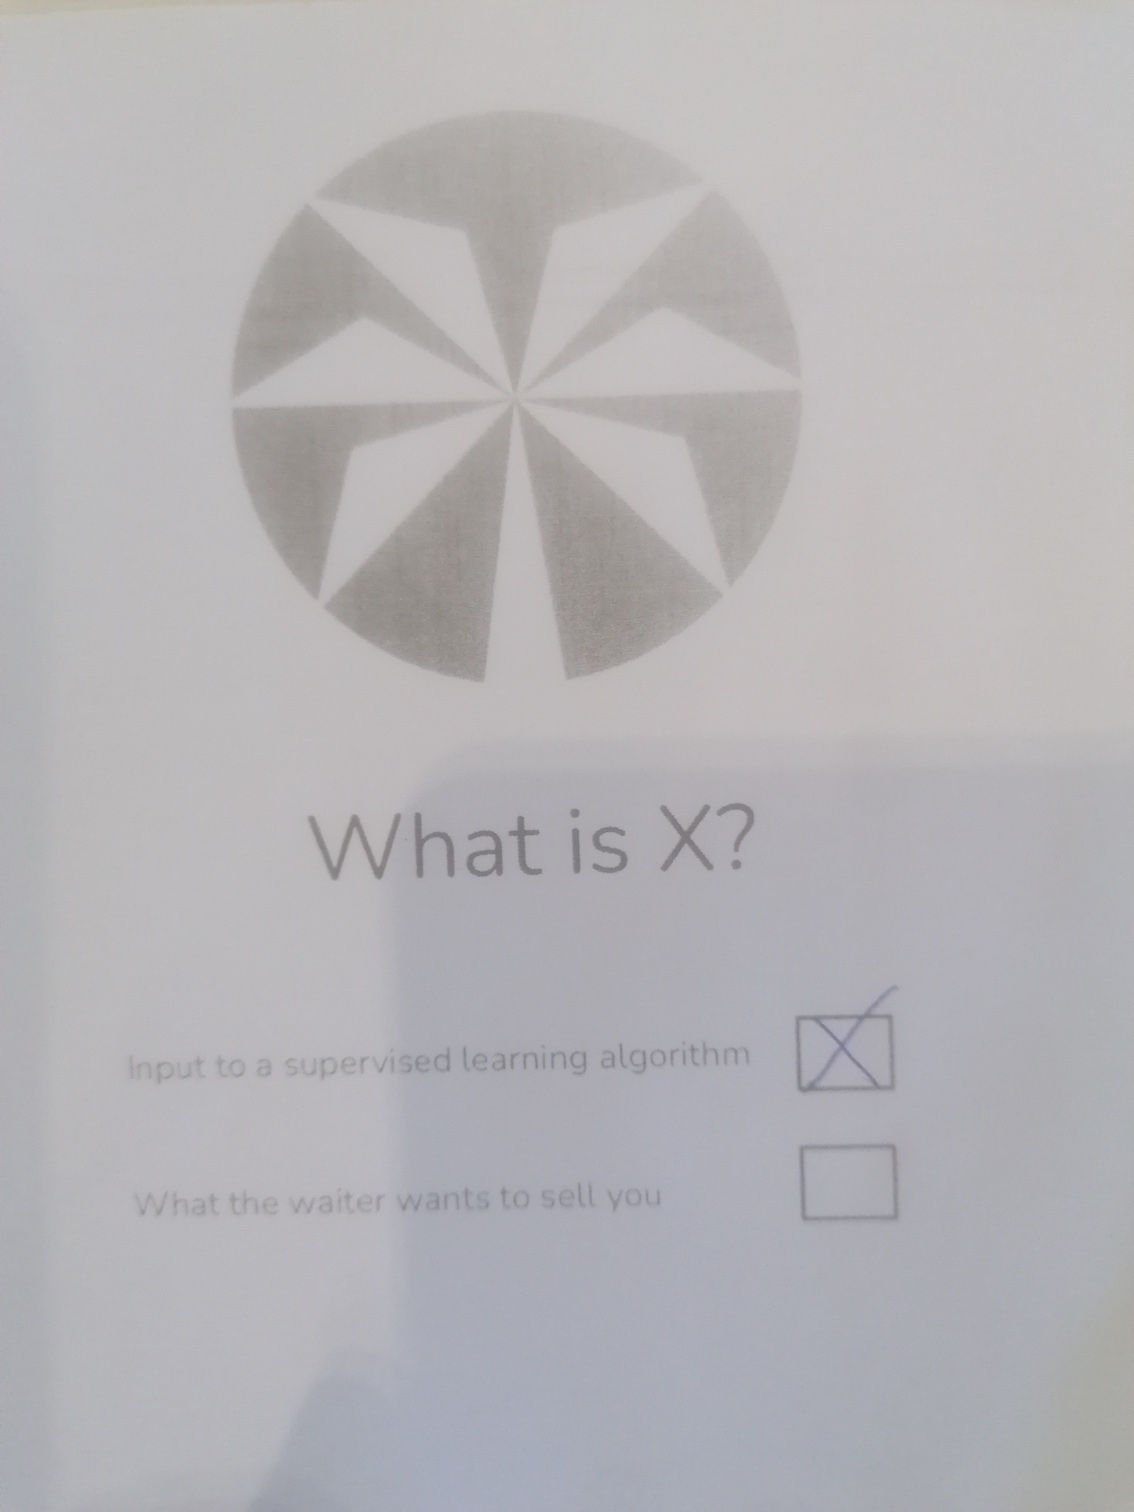 What is X?
Input to a supervised learning algorithm
What the waiter wants to sell you